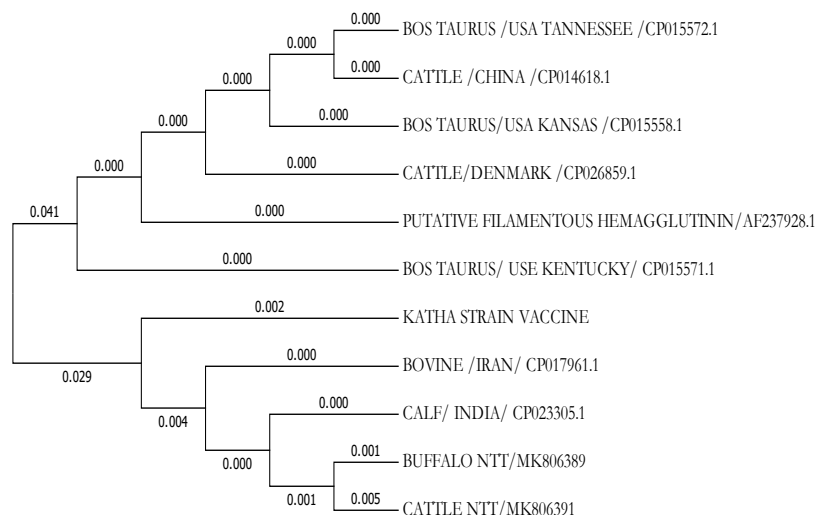 0.000
BOS TAURUS /USA TANNESSEE /CP015572.1
0.000
0.000
CATTLE /CHINA /CP014618.1
0.000
0.000
BOS TAURUS/USA KANSAS /CP015558.1
0.000
0.000
CATTLE/DENMARK /CP026859.1
0.000
0.000
PUTATIVE FILAMENTOUS HEMAGGLUTININ/AF237928.1
0.041
0.000
BOS TAURUS/ USE KENTUCKY/ CP015571.1
0.002
KATHA STRAIN VACCINE
0.029
0.000
BOVINE /IRAN/ CP017961.1
0.004
0.000
CALF/ INDIA/ CP023305.1
0.000
0.001
BUFFALO NTT/MK806389
0.001
0.005
CATTLE NTT/MK806391